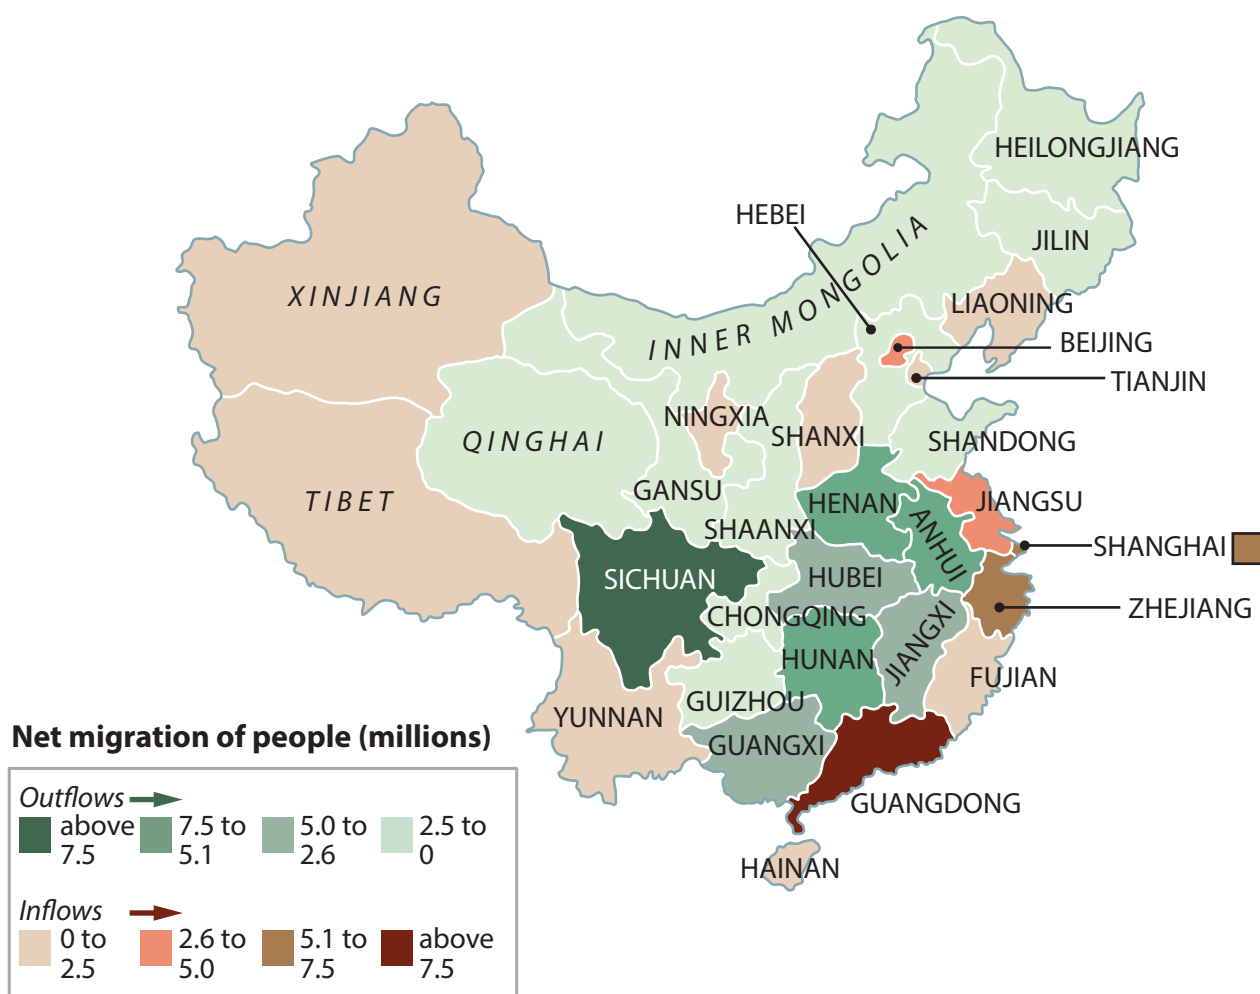 HEILONGJIANG
HEBEI
JILIN
INNER MONGOLIA
XINJIANG
LIAONING
BEIJING
TIANJIN
NINGXIA
QINGHAI
SHANXI
SHANDONG
TIBET
GANSU
HENAN
JIANGSU
SHAANXI
ANHUI
SHANGHAI
SICHUAN
HUBEI
CHONGQING
ZHEJIANG
JIANGXI
HUNAN
FUJIAN
GUIZHOU
YUNNAN
GUANGXI
GUANGDONG
HAINAN
Net migration of people (millions)
Outflows
above 7.5 to 5.0 to 2.5 to
7.5 5.1 2.6 0
Inflows
0 to 2.6 to 5.1 to above
2.5 5.0 7.5 7.5